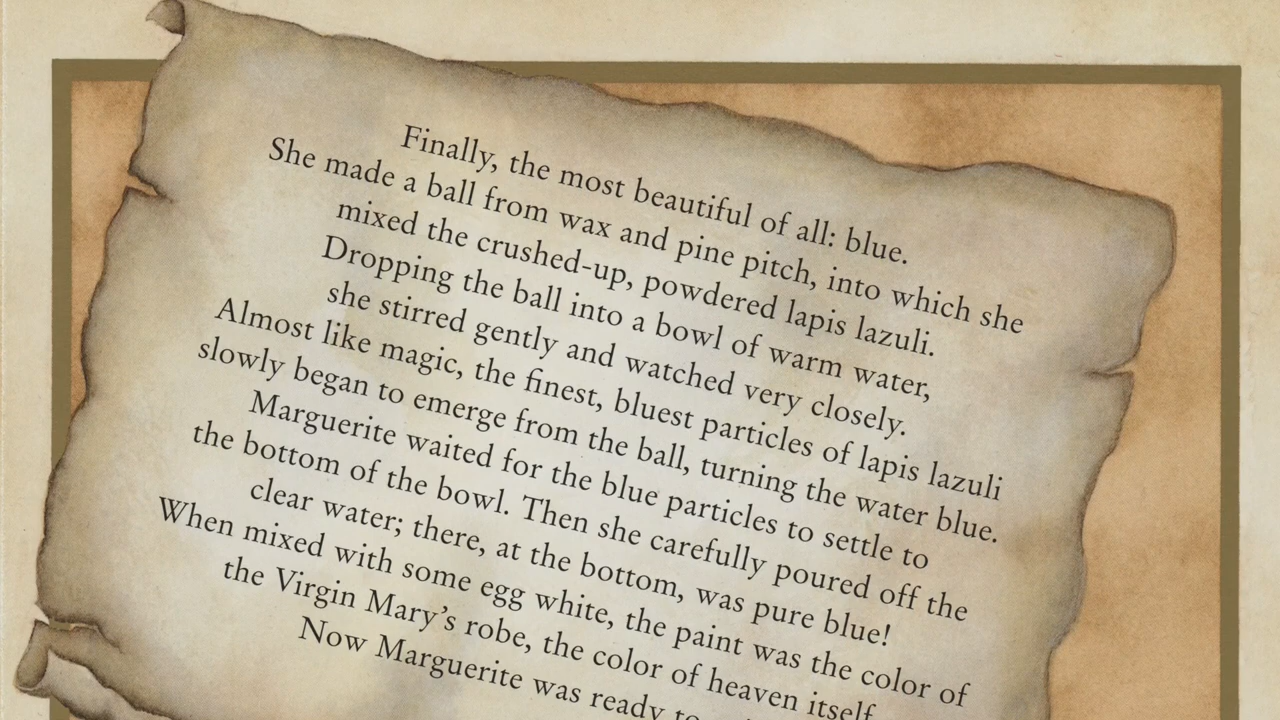 Finally, the most beautiful of all: blue.
She made a ball from wax and pine pitch, into which she
mixed the crushed-up, powdered lapis lazuli.
Dropping the ball into a bowl of warm water,
she stirred gently and watched very closely.
Almost like magic, the finest, bluest particles of lapis lazuli
slowly began to emerge from the ball, turning the water blue.
Marguerite waited for the blue particles to settle to
the bottom of the bowl. Then she carefully poured off the
clear water; there, at the bottom, was pure blue!
When mixed with some egg white, the paint was the color of
the Virgin Mary's robe, the color of heaven itself.
Now Marguerite was ready to